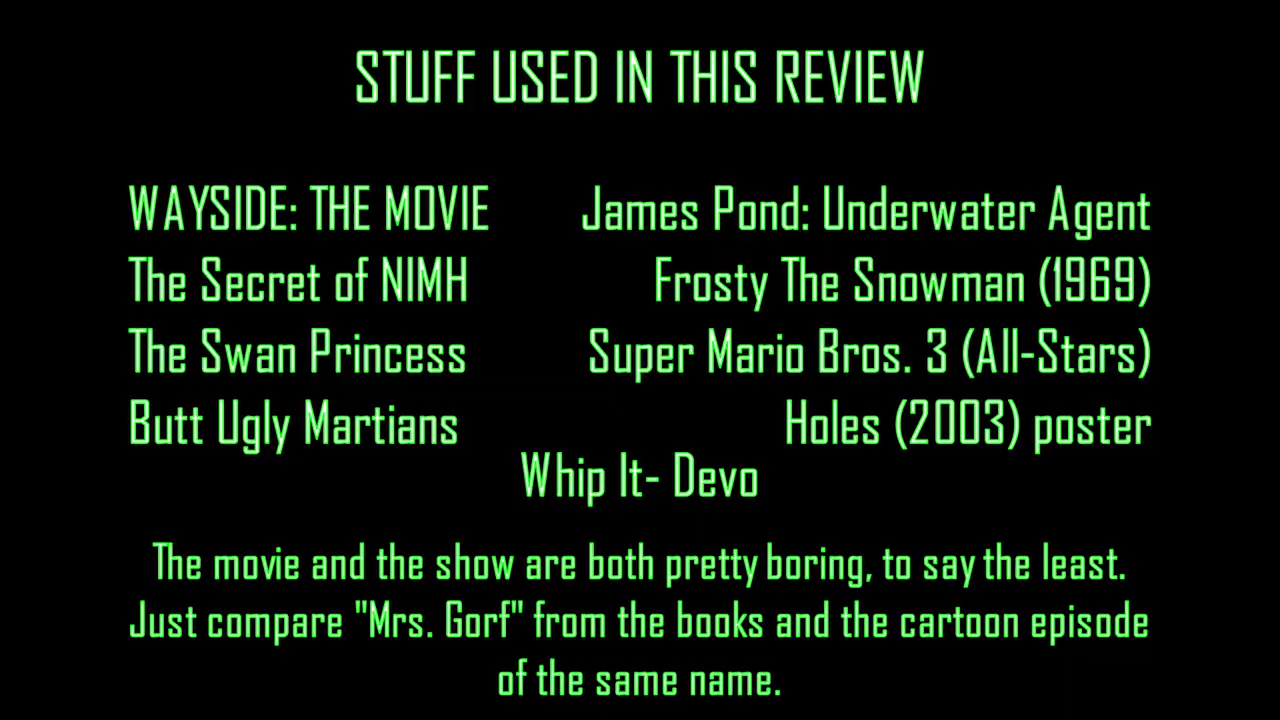 STUFF USED IN THIS REVIEW
WAYSIDE: THE MOVIE
The Secret of NIMH
The Swan Princess
Butt Ugly Martians
James Pond: Underwater Agent
Frosty The Snowman (1969)
Super Mario Bros. 3 (All-Stars)
Holes (2003) poster
Whip It- Devo
The movie and the show are both pretty boring, to say the least.
Just compare "Mrs. Gorf" from the books and the cartoon episode
of the same name.